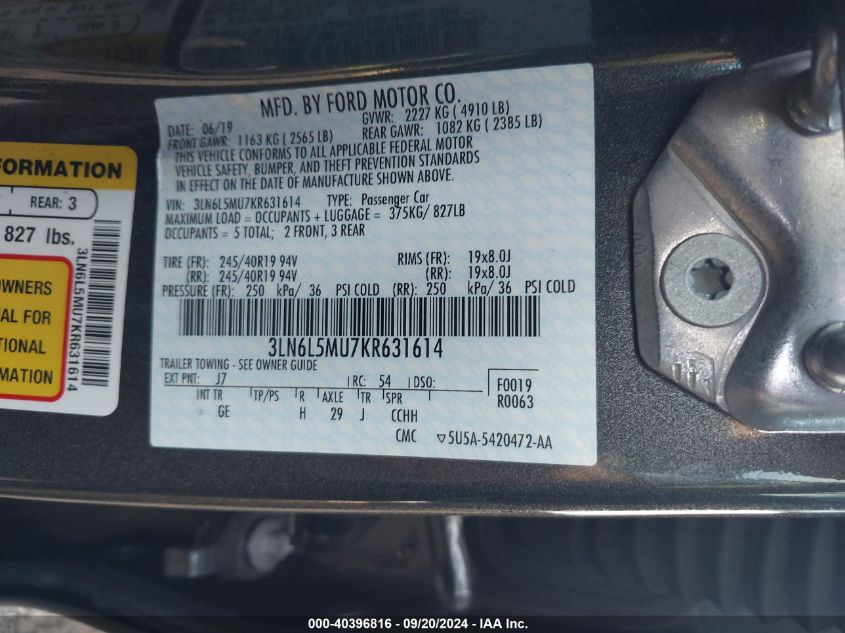 MFD. BY FORD MOTOR CO.
DATE: 06/19 GVWR: 2227 KG ( 4910 LB)
FRONT GAWR: 1163 KG ( 2565 LB) REAR GAWR: 1082 KG ( 2385 LB)
THIS VEHICLE CONFORMS TO ALL APPLICABLE FEDERAL MOTOR
VEHICLE SAFETY, BUMPER, AND THEFT PREVENTION STANDARDS
IN EFFECT ON THE DATE OF MANUFACTURE SHOWN ABOVE.
VIN: 3LN6L5MU7KR631614 TYPE: Passenger Car
MAXIMUM LOAD = OCCUPANTS + LUGGAGE = 375KG/ 827LB
OCCUPANTS = 5 TOTAL; 2 FRONT, 3 REAR
TIRE (FR): 245/40R19 94V RIMS (FR): 19x8.0J
(RR): 245/40R19 94V (RR): 19x8.0J
PRESSURE (FR): 250 kPa/ 36 PSI COLD (RR): 250 kPa/ 36 PSI COLD
3LN6L5MU7KR631614
TRAILER TOWING - SEE OWNER GUIDE
EXT PNT: J7 RC: 54 DSO: F0019
INT TR TP/PS R AXLE TR SPR R0063
GE H 29 J CCHH
CMC 5U5A-5420472-AA
FORMATION
REAR: 3
827 lbs.
OWNERS
AL FOR
TIONAL
MATION
3LN6L5MU7KR631614
000-40396816 - 09/20/2024 - IAA Inc.